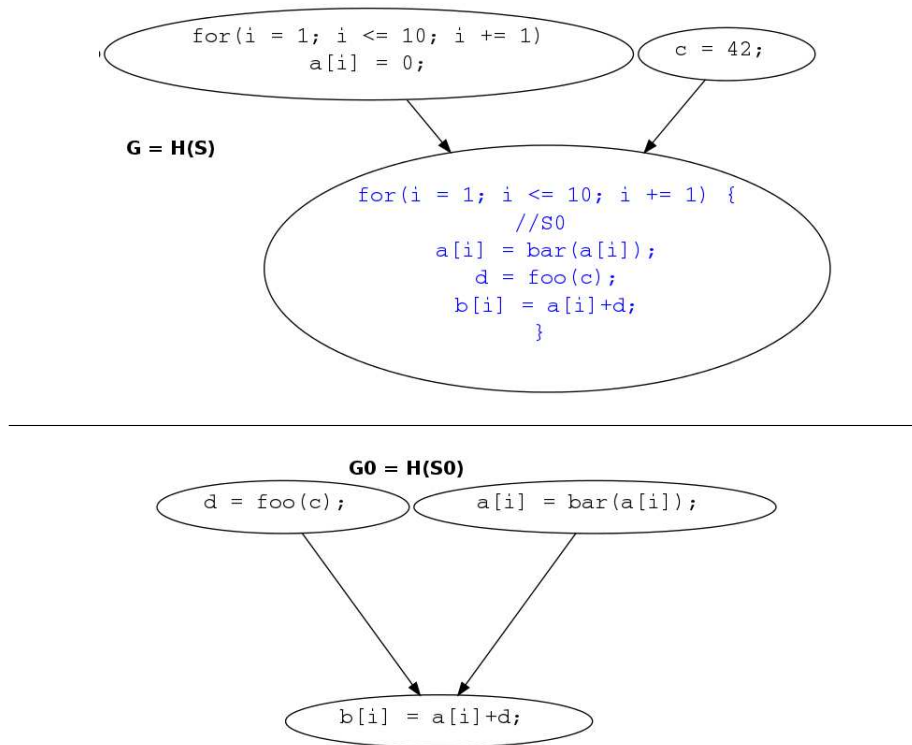 for(i = 1; i <= 10; i += 1)
a[i] = 0;
c = 42;
G = H(S)
for(i = 1; i <= 10; i += 1) {
//S0
a[i] = bar(a[i]);
d = foo(c);
b[i] = a[i]+d;
}
G0 = H(S0)
d = foo(c);
a[i] = bar(a[i]);
b[i] = a[i]+d;